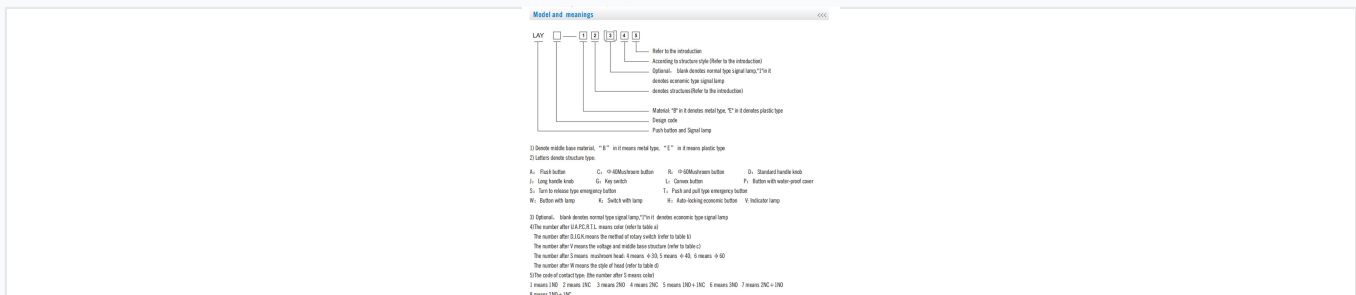 Model and meanings
<<<
LAY □ — 1 2 [3] 4 5
Refer to the introduction
According to structure style (Refer to the introduction)
Optional, blank denotes normal type signal lamp,"1"in it
denotes economic type signal lamp
denotes structures(Refer to the introduction)
Material: "B" in it denotes metal type, "E" in it denotes plastic type
Design code
Push button and Signal lamp
1) Denote middle base material, "B" in it means metal type, "E" in it means plastic type
2) Letters denote structure type:
A: Flush button C: Φ40Mushroom button R: Φ60Mushroom button D: Standard handle knob
J: Long handle knob G: Key switch L: Convex button P: Button with water-proof cover
S: Turn to release type emergency button T: Push and pull type emergency button
W: Button with lamp K: Switch with lamp H: Auto-locking economic button V: Indicator lamp
3) Optional, blank denotes normal type signal lamp,"1"in it denotes economic type signal lamp
4)The number after U.A.P.C.R.T.L. means color (refer to table a)
The number after D.J.G.K.means the method of rotary switch (refer to table b)
The number after V means the voltage and middle base structure (refer to table c)
The number after S means mushroom head: 4 means ϕ30, 5 means ϕ40, 6 means ϕ60
The number after W means the style of head (refer to table d)
5)The code of contact type: (the number after S means color)
1 means 1NO 2 means 1NC 3 means 2NO 4 means 2NC 5 means 1NO+1NC 6 means 3NO 7 means 2NC+1NO
8 means 2NO+1NC